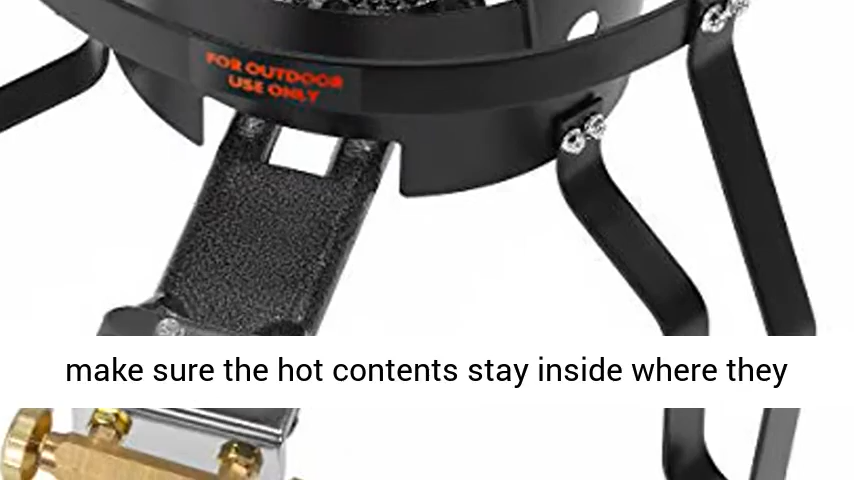 FOR OUTDOOR
USE ONLY
make sure the hot contents stay inside where they